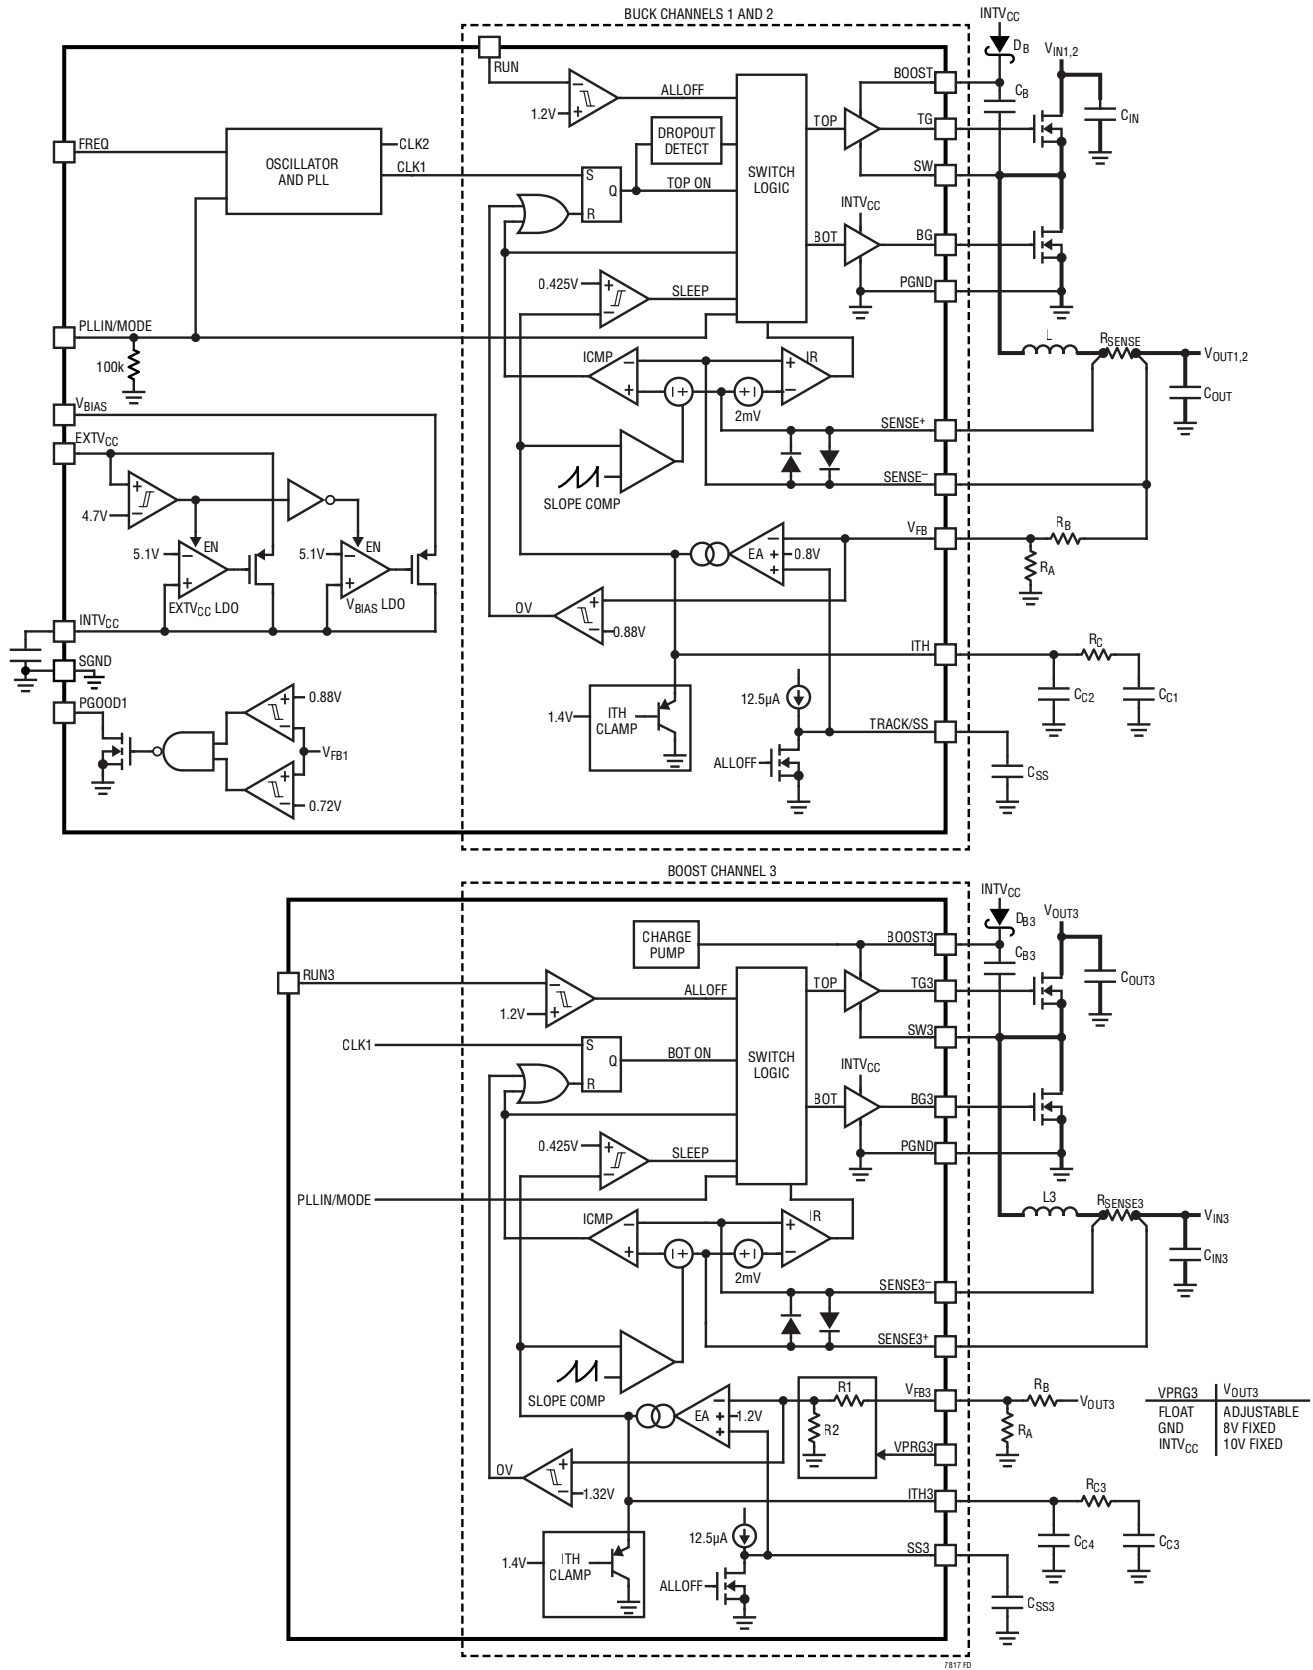 BUCK CHANNELS 1 AND 2
INTVCC
DB
VIN1,2
RUN
BOOST
ALLOFF
CB
1.2V
CIN
TOP
TG
FREQ
DROPOUT
DETECT
CLK2
OSCILLATOR
AND PLL
CLK1
S
SWITCH
LOGIC
SW
Q
TOP ON
R
INTVCC
BOT
BG
0.425V
SLEEP
PGND
PLLIN/MODE
L
RSENSE
100k
ICMP
IR
VOUT1,2
2mV
COUT
VBIAS
SENSE+
EXTVCC
SENSE–
SLOPE COMP
4.7V
VFB
RB
5.1V
EN
5.1V
EN
EA
0.8V
RA
EXTVCC LDO
VBIAS LDO
OV
INTVCC
0.88V
ITH
RC
SGND
CC2
CC1
PGOOD1
0.88V
12.5µA
1.4V
ITH
CLAMP
TRACK/SS
VFB1
ALLOFF
CSS
0.72V
BOOST CHANNEL 3
INTVCC
DB3
VOUT3
CHARGE
PUMP
BOOST3
CB3
RUN3
COUT3
ALLOFF
TOP
TG3
1.2V
SW3
CLK1
S
Q
BOT ON
R
SWITCH
LOGIC
INTVCC
BOT
BG3
0.425V
SLEEP
PGND
PLLIN/MODE
L3
RSENSE3
ICMP
IR
VIN3
2mV
CIN3
SENSE3–
SENSE3+
SLOPE COMP
R1
VFB3
RB
VOUT3
VPRG3 VOUT3
FLOAT ADJUSTABLE
GND 8V FIXED
INTVCC 10V FIXED
EA
1.2V
R2
RA
VPRG3
OV
1.32V
ITH3
RC3
12.5µA
CC4
CC3
1.4V
ITH
CLAMP
SS3
ALLOFF
CSS3
7817 FD